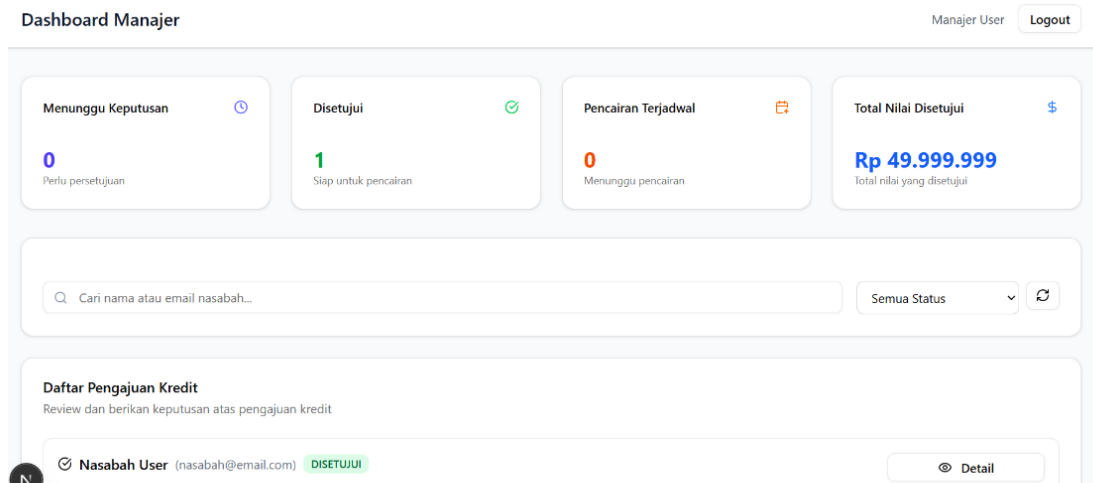 Dashboard Manajer
Manajer User
Logout
Menunggu Keputusan
0
Perlu persetujuan
Disetujui
1
Siap untuk pencairan
Pencairan Terjadwal
0
Menunggu pencairan
Total Nilai Disetujui
Rp 49.999.999
Total nilai yang disetujui
Cari nama atau email nasabah...
Semua Status
Daftar Pengajuan Kredit
Review dan berikan keputusan atas pengajuan kredit
Nasabah User (nasabah@email.com) DISETUJUI
Detail
N